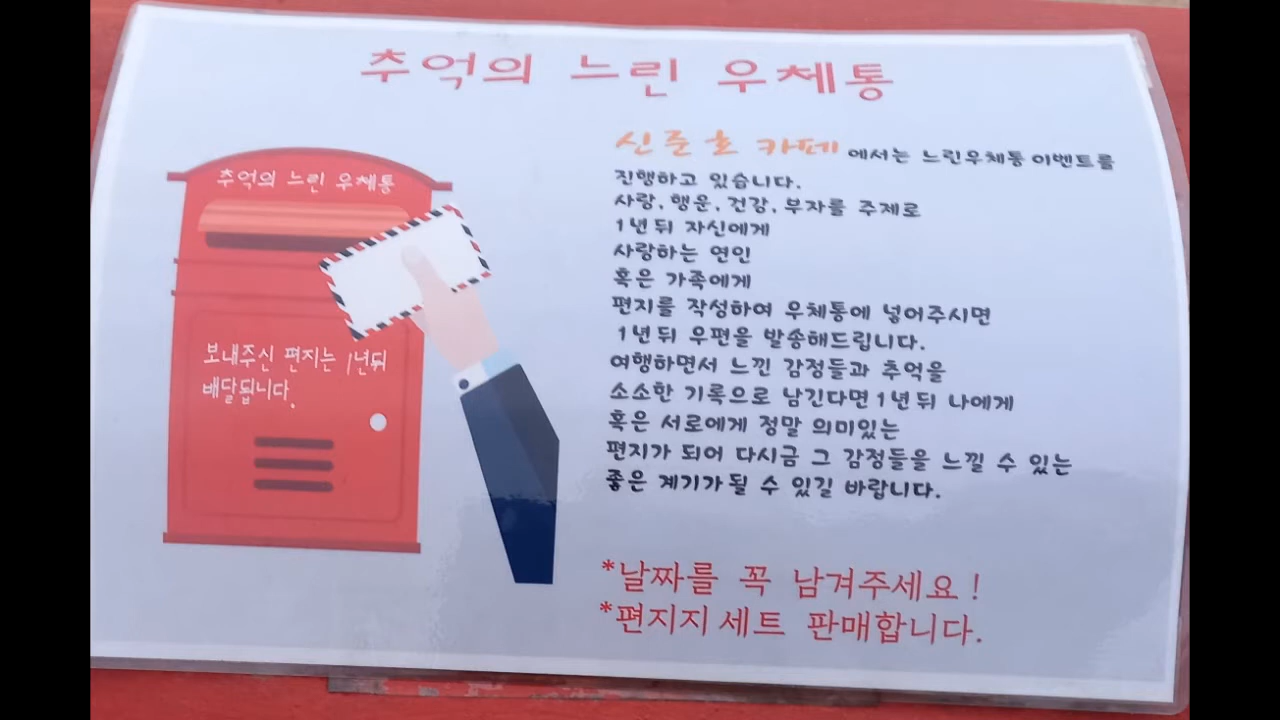 추억의 느린 우체통
추억의 느린 우체통
보내주신 편지는 1년뒤
배달됩니다.
신준호 카페에서는 느린우체통 이벤트를
진행하고 있습니다.
사랑, 행운, 건강, 부자를 주제로
1년 뒤 자신에게
사랑하는 연인
혹은 가족에게
편지를 작성하여 우체통에 넣어주시면
1년 뒤 우편을 발송해드립니다.
여행하면서 느낀 감정들과 추억을
소소한 기록으로 남긴다면 1년 뒤 나에게
혹은 서로에게 정말 의미있는
편지가 되어 다시금 그 감정들을 느낄 수 있는
좋은 계기가 될 수 있길 바랍니다.
*날짜를 꼭 남겨주세요!
*편지지 세트 판매합니다.